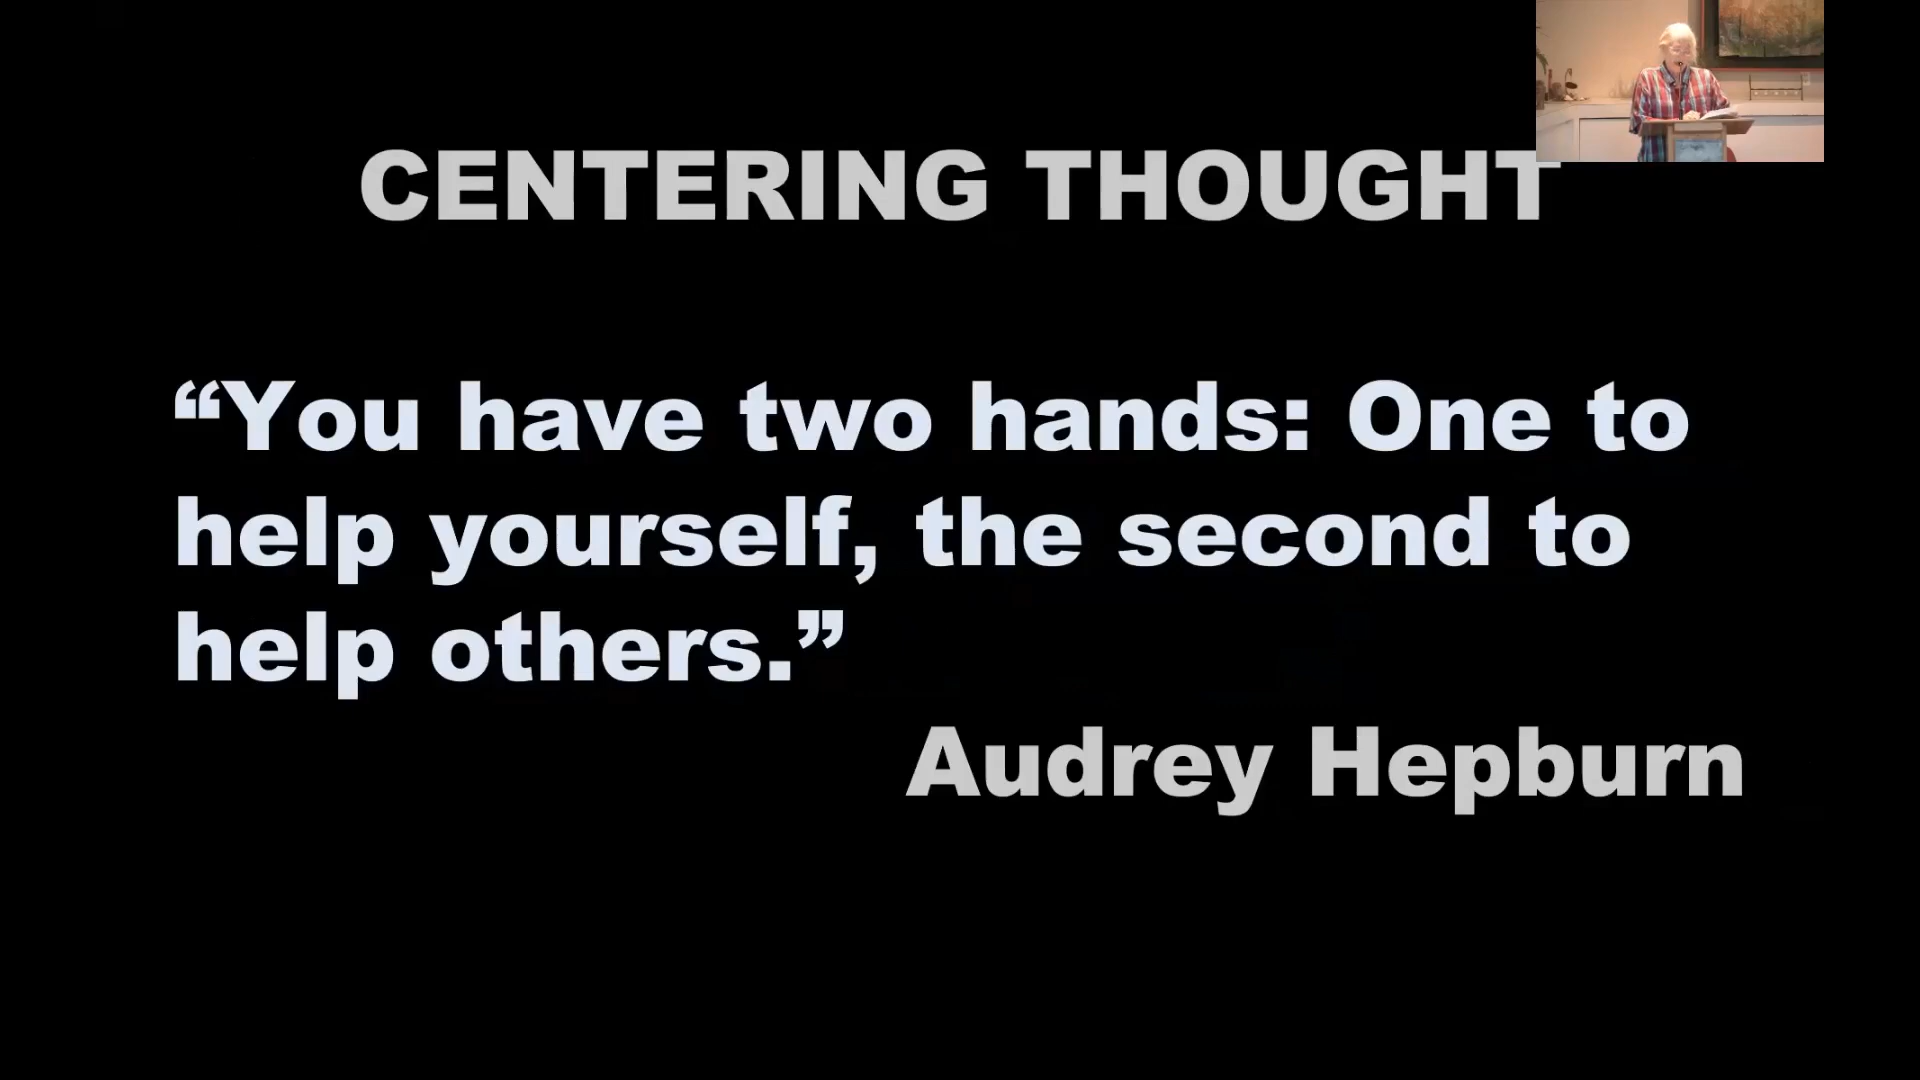 CENTERING THOUGHT
“You have two hands: One to
help yourself, the second to
help others.”
Audrey Hepburn